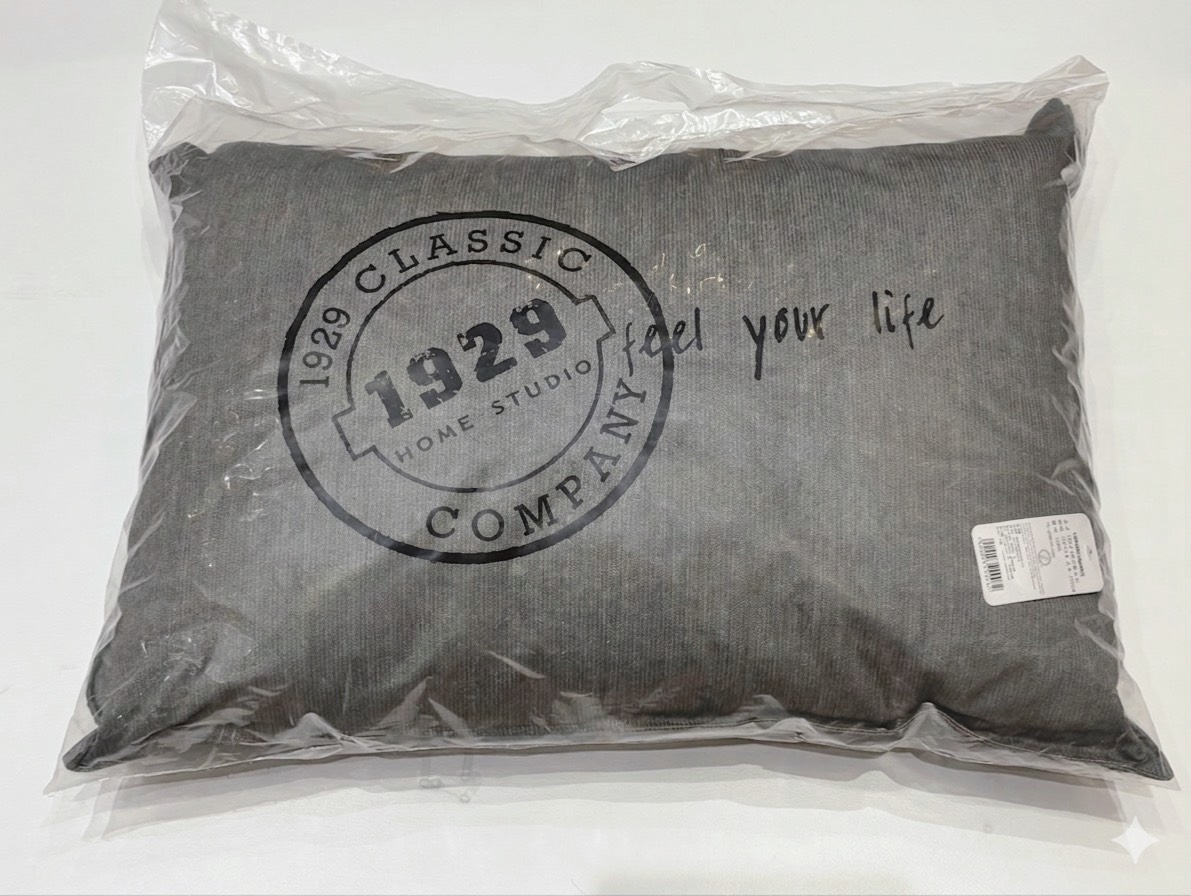 1929 CLASSIC
1929
HOME STUDIO
COMPANY
feel your life